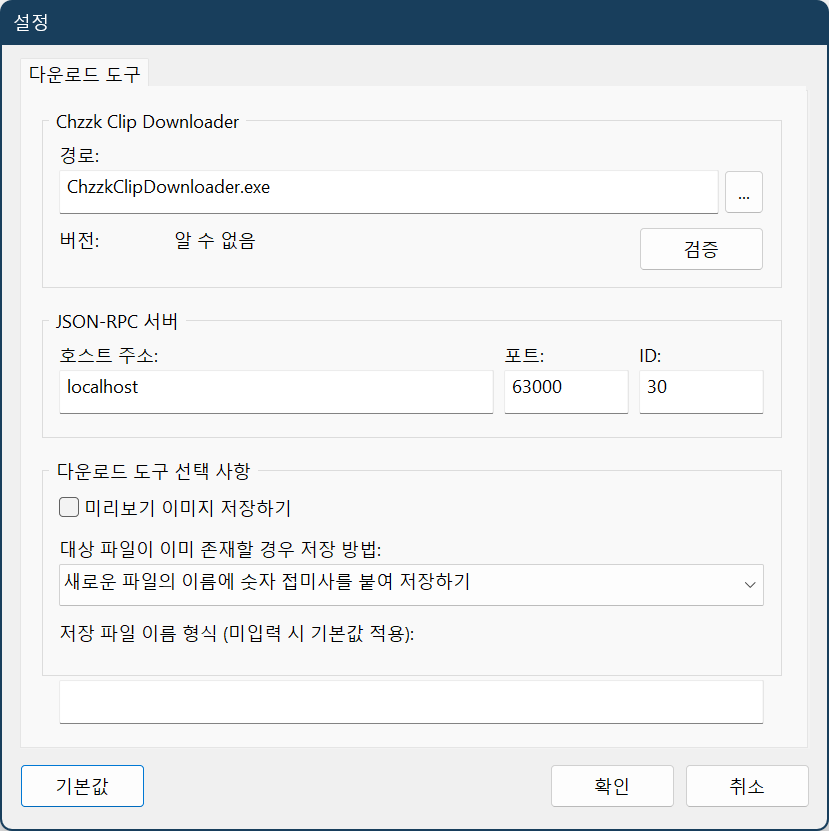 설정
다운로드 도구
Chzzk Clip Downloader
경로:
ChzzkClipDownloader.exe
...
버전: 알 수 없음
검증
JSON-RPC 서버
호스트 주소: 포트: ID:
localhost 63000 30
다운로드 도구 선택 사항
미리보기 이미지 저장하기
대상 파일이 이미 존재할 경우 저장 방법:
새로운 파일의 이름에 숫자 접미사를 붙여 저장하기
저장 파일 이름 형식 (미입력 시 기본값 적용):
기본값 확인 취소